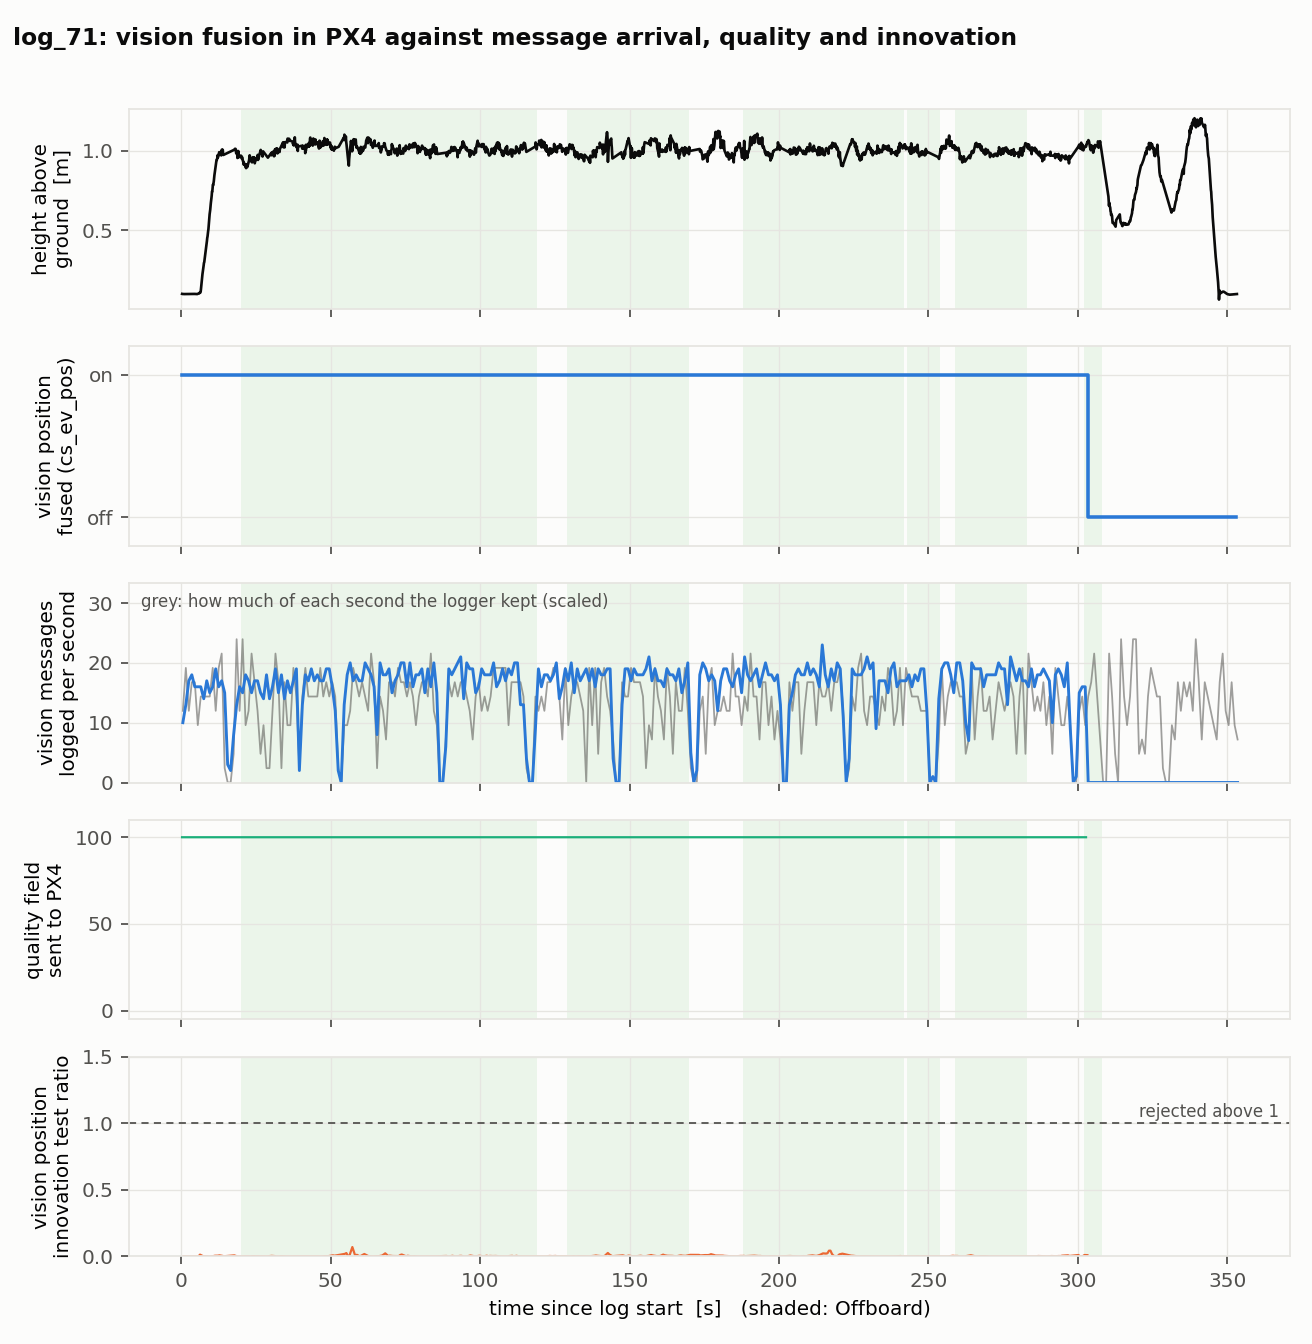 log_71: vision fusion in PX4 against message arrival, quality and innovation
height above
ground [m]
1.0
0.5
vision position
fused (cs_ev_pos)
on
off
vision messages
logged per second
grey: how much of each second the logger kept (scaled)
30
20
10
0
quality field
sent to PX4
100
50
0
vision position
innovation test ratio
1.5
1.0
0.5
0.0
rejected above 1
0 50 100 150 200 250 300 350
time since log start [s] (shaded: Offboard)